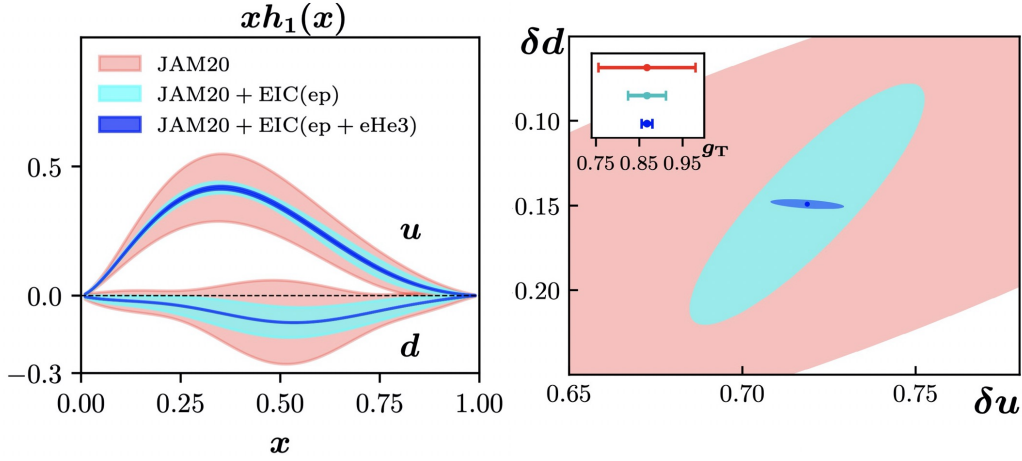 xh₁(x)
JAM20
JAM20 + EIC(ep)
JAM20 + EIC(ep + eHe3)
0.5
0.0
−0.3
u
d
0.00 0.25 0.50 0.75 1.00
x
δd
0.10
0.15
0.20
0.75 0.85 0.95 g_T
0.65 0.70 0.75 δu